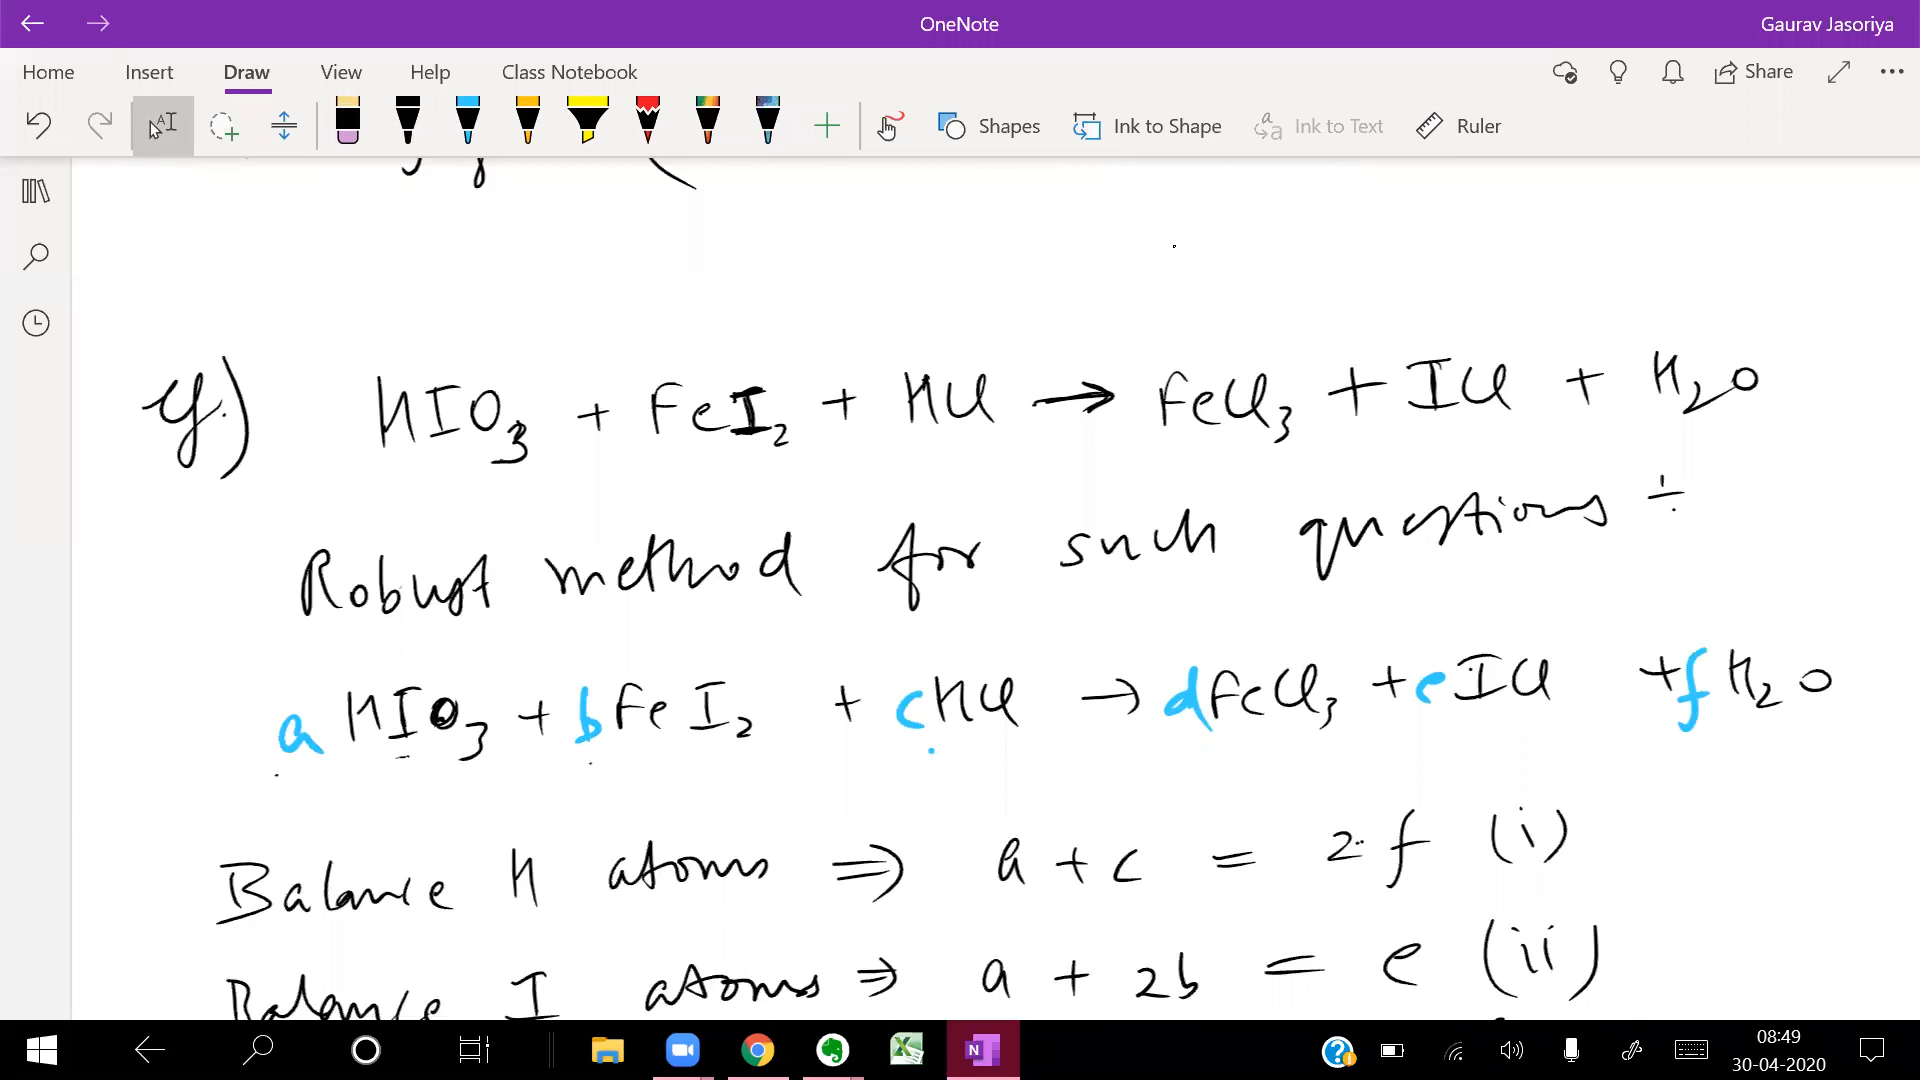 OneNote
Gaurav Jasoriya
Home Insert Draw View Help Class Notebook Share
Shapes Ink to Shape Ink to Text Ruler
eg.) HIO3 + FeI2 + HCl → FeCl3 + ICl + H2O
Robust method for such questions ÷
a HIO3 + b FeI2 + c HCl → d FeCl3 + e ICl + f H2O
Balance H atoms ⇒ a + c = 2f (i)
Balance I atoms ⇒ a + 2b = e (ii)
08:49
30-04-2020